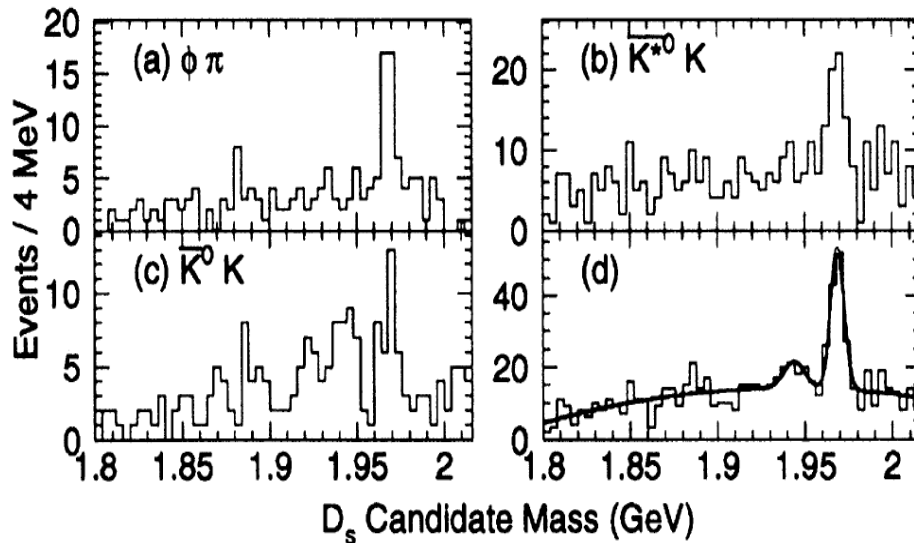 Events / 4 MeV
20
15
10
5
0
(a) ϕ π
20
10
0
(b) K̅*⁰ K
10
5
0
(c) K̅⁰ K
40
20
0
(d)
1.8 1.85 1.9 1.95 2
1.8 1.85 1.9 1.95 2
D_s Candidate Mass (GeV)